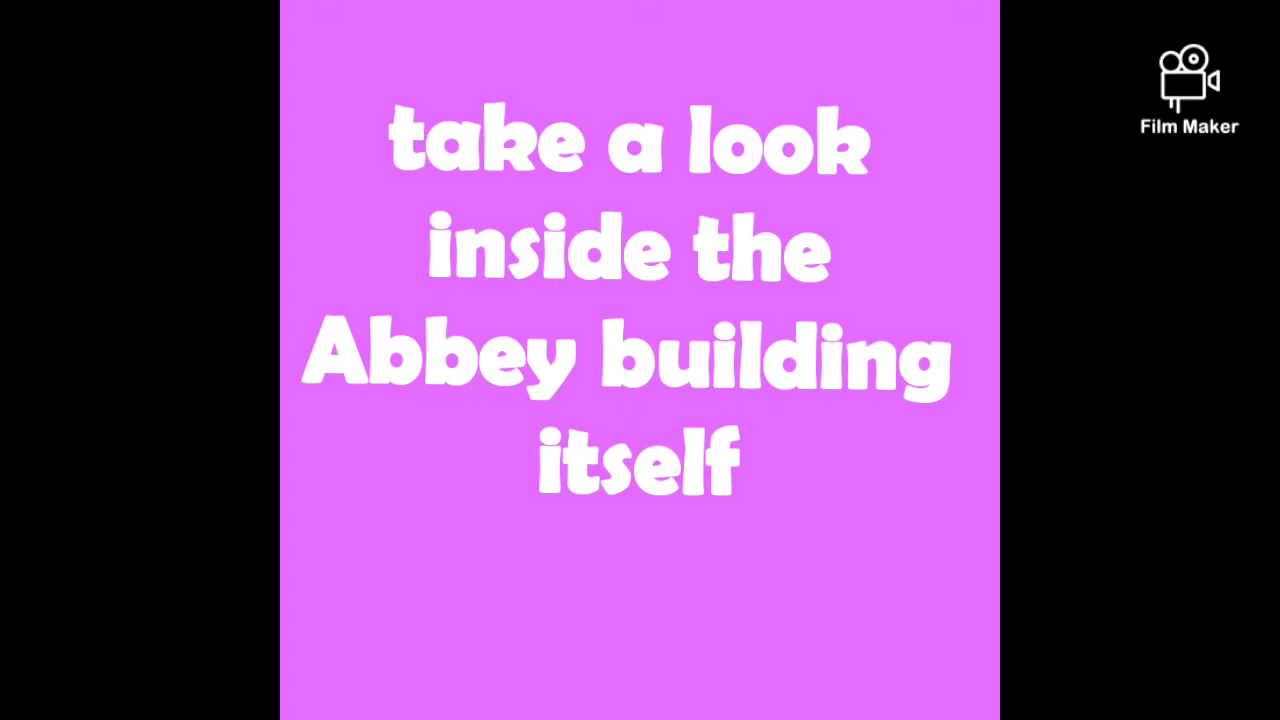 take a look
inside the
Abbey building
itself
Film Maker